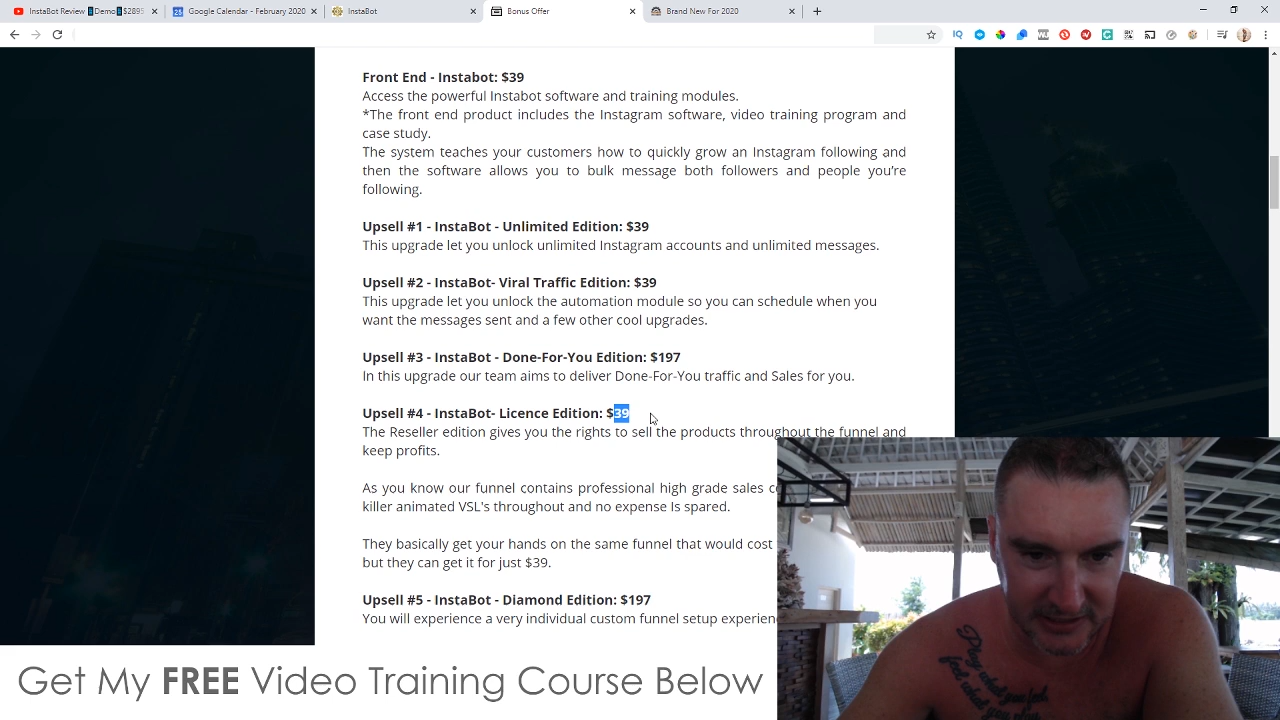 InstaBot Review Demo $2895
Google Calendar - February 2020
InstaBot
Bonus Offer
Brand New For 2020
Front End - Instabot: $39
Access the powerful Instabot software and training modules.
*The front end product includes the Instagram software, video training program and
case study.
The system teaches your customers how to quickly grow an Instagram following and
then the software allows you to bulk message both followers and people you're
following.
Upsell #1 - InstaBot - Unlimited Edition: $39
This upgrade let you unlock unlimited Instagram accounts and unlimited messages.
Upsell #2 - InstaBot- Viral Traffic Edition: $39
This upgrade let you unlock the automation module so you can schedule when you
want the messages sent and a few other cool upgrades.
Upsell #3 - InstaBot - Done-For-You Edition: $197
In this upgrade our team aims to deliver Done-For-You traffic and Sales for you.
Upsell #4 - InstaBot- Licence Edition: $39
The Reseller edition gives you the rights to sell the products throughout the funnel and
keep profits.
As you know our funnel contains professional high grade sales
killer animated VSL's throughout and no expense is spared.
They basically get your hands on the same funnel that would cost
but they can get it for just $39.
Upsell #5 - InstaBot - Diamond Edition: $197
You will experience a very individual custom funnel setup
Get My FREE Video Training Course Below